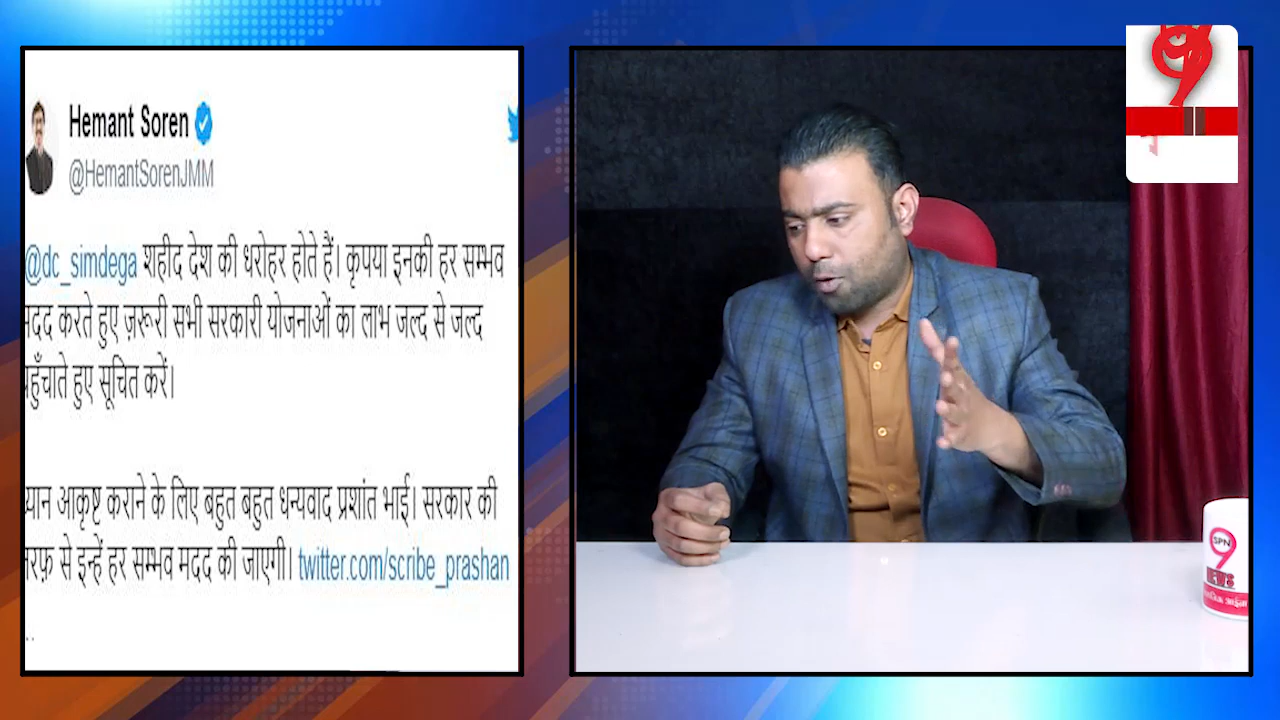 Hemant Soren
@HemantSorenJMM
@dc_simdega शहीद देश की धरोहर होते हैं। कृपया इनकी हर सम्भव
मदद करते हुए ज़रूरी सभी सरकारी योजनाओं का लाभ जल्द से जल्द
पहुँचाते हुए सूचित करें।
ध्यान आकृष्ट कराने के लिए बहुत बहुत धन्यवाद प्रशांत भाई। सरकार की
तरफ़ से इन्हें हर सम्भव मदद की जाएगी। twitter.com/scribe_prashan
..
9
SPN
9
NEWS